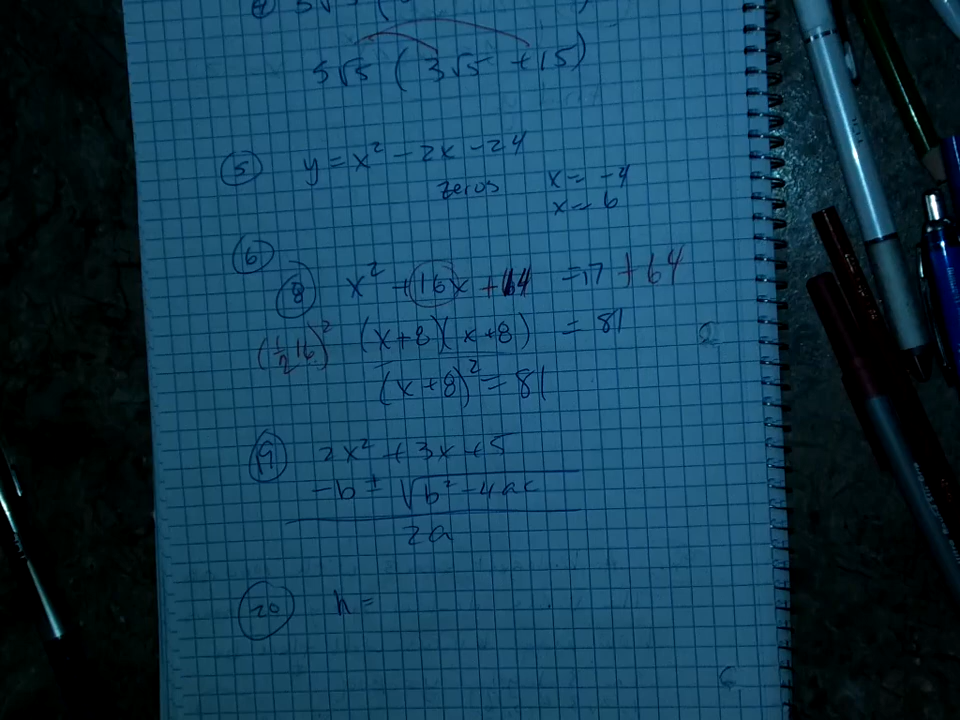 5√5 (3√5 + 15)
5 y = x² - 2x - 24
zeros x = -4
x = 6
6
8 x² + 16x + 64 = 17 + 64
(½16)² (x+8)(x+8) = 81
(x+8)² = 81
2x² + 3x + 5
-b ± √b² - 4ac
2a
20 h =